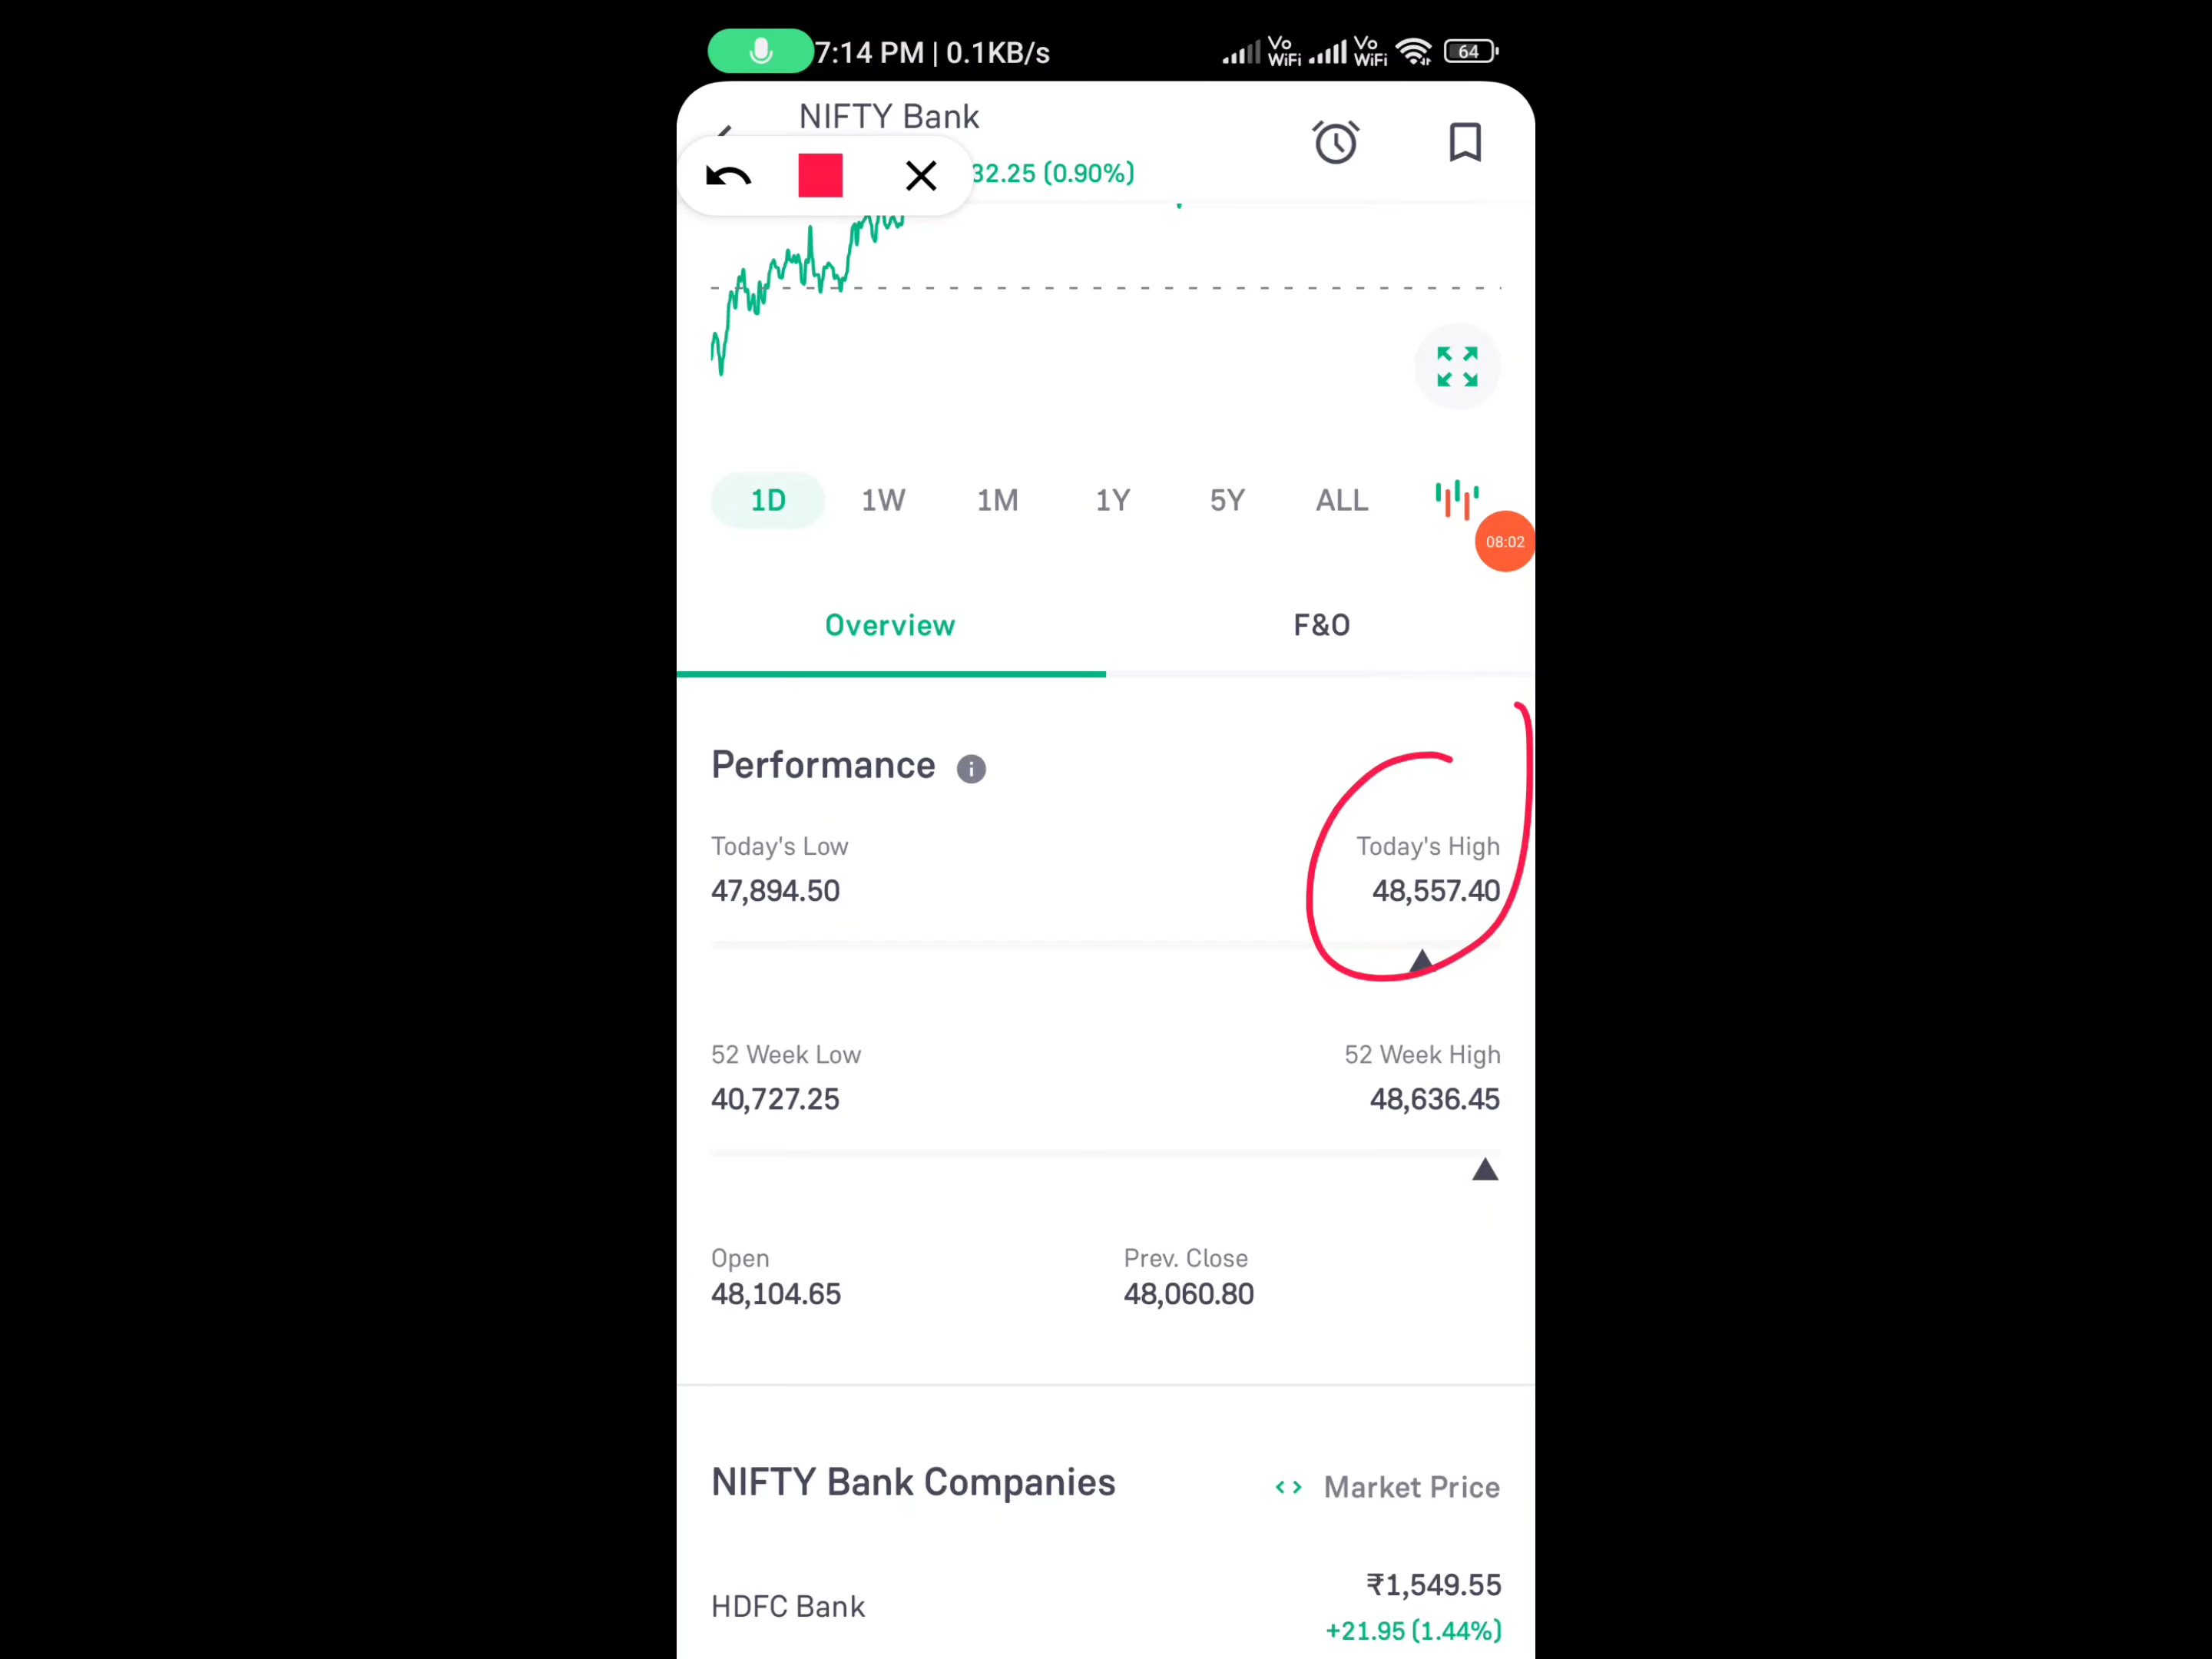 7:14 PM | 0.1KB/s Vo WiFi Vo WiFi 64
NIFTY Bank
32.25 (0.90%)
1D 1W 1M 1Y 5Y ALL
08:02
Overview F&O
Performance i
Today's Low Today's High
47,894.50 48,557.40
52 Week Low 52 Week High
40,727.25 48,636.45
Open Prev. Close
48,104.65 48,060.80
NIFTY Bank Companies <> Market Price
HDFC Bank ₹1,549.55
+21.95 (1.44%)